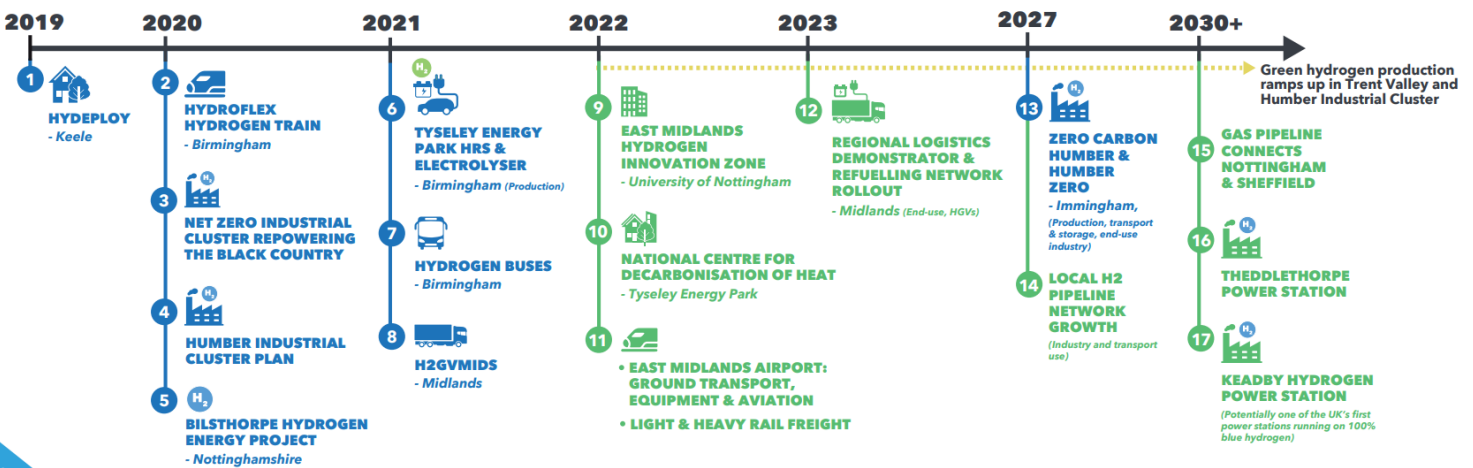 2019
2020
2021
2022
2023
2027
2030+
Green hydrogen production
ramps up in Trent Valley and
Humber Industrial Cluster
1
HYDEPLOY
- Keele
2
HYDROFLEX
HYDROGEN TRAIN
- Birmingham
3
H2
NET ZERO INDUSTRIAL
CLUSTER REPOWERING
THE BLACK COUNTRY
4
H2
HUMBER INDUSTRIAL
CLUSTER PLAN
5
H2
BILSTHORPE HYDROGEN
ENERGY PROJECT
- Nottinghamshire
H2
6
TYSELEY ENERGY
PARK HRS &
ELECTROLYSER
- Birmingham (Production)
7
HYDROGEN BUSES
- Birmingham
8
H2GVMIDS
- Midlands
9
EAST MIDLANDS
HYDROGEN
INNOVATION ZONE
- University of Nottingham
10
NATIONAL CENTRE FOR
DECARBONISATION OF HEAT
- Tyseley Energy Park
11
• EAST MIDLANDS AIRPORT:
GROUND TRANSPORT,
EQUIPMENT & AVIATION
• LIGHT & HEAVY RAIL FREIGHT
12
REGIONAL LOGISTICS
DEMONSTRATOR &
REFUELLING NETWORK
ROLLOUT
- Midlands (End-use, HGVs)
13
H2
ZERO CARBON
HUMBER &
HUMBER
ZERO
- Immingham,
(Production, transport
& storage, end-use
industry)
14
LOCAL H2
PIPELINE
NETWORK
GROWTH
(Industry and transport
use)
15
GAS PIPELINE
CONNECTS
NOTTINGHAM
& SHEFFIELD
16
H2
THEDDLETHORPE
POWER STATION
17
H2
KEADBY HYDROGEN
POWER STATION
(Potentially one of the UK's first
power stations running on 100%
blue hydrogen)